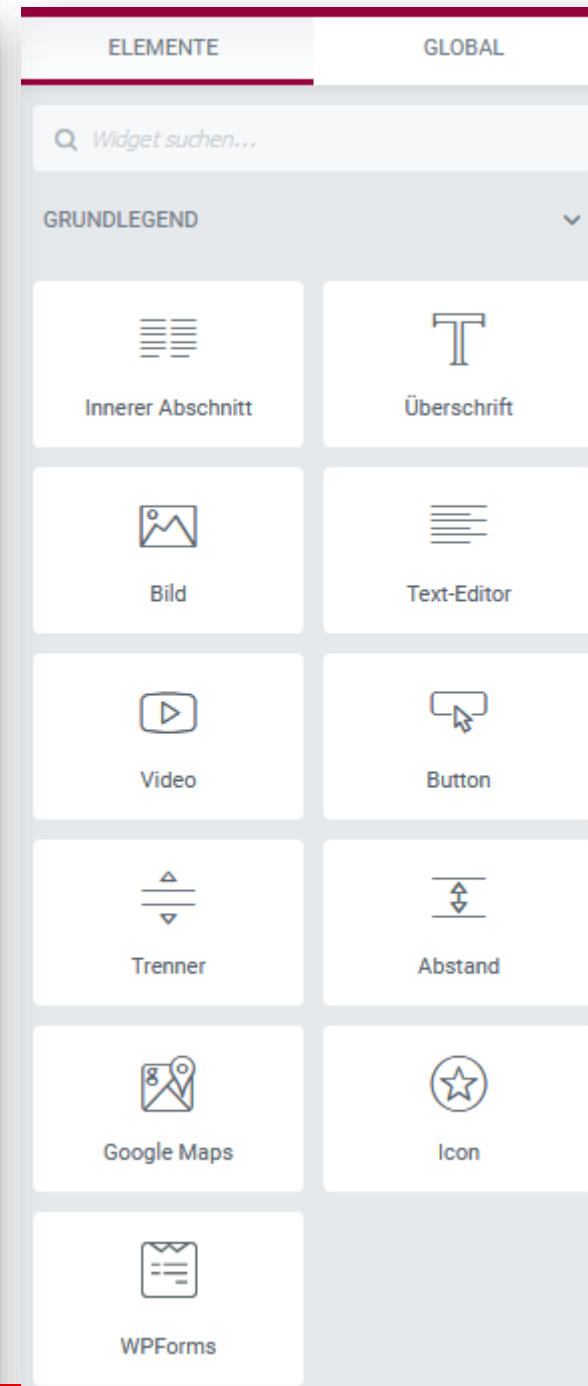 ELEMENTE GLOBAL
Widget suchen...
GRUNDLEGEND
Innerer Abschnitt Überschrift
Bild Text-Editor
Video Button
Trenner Abstand
Google Maps Icon
WPForms